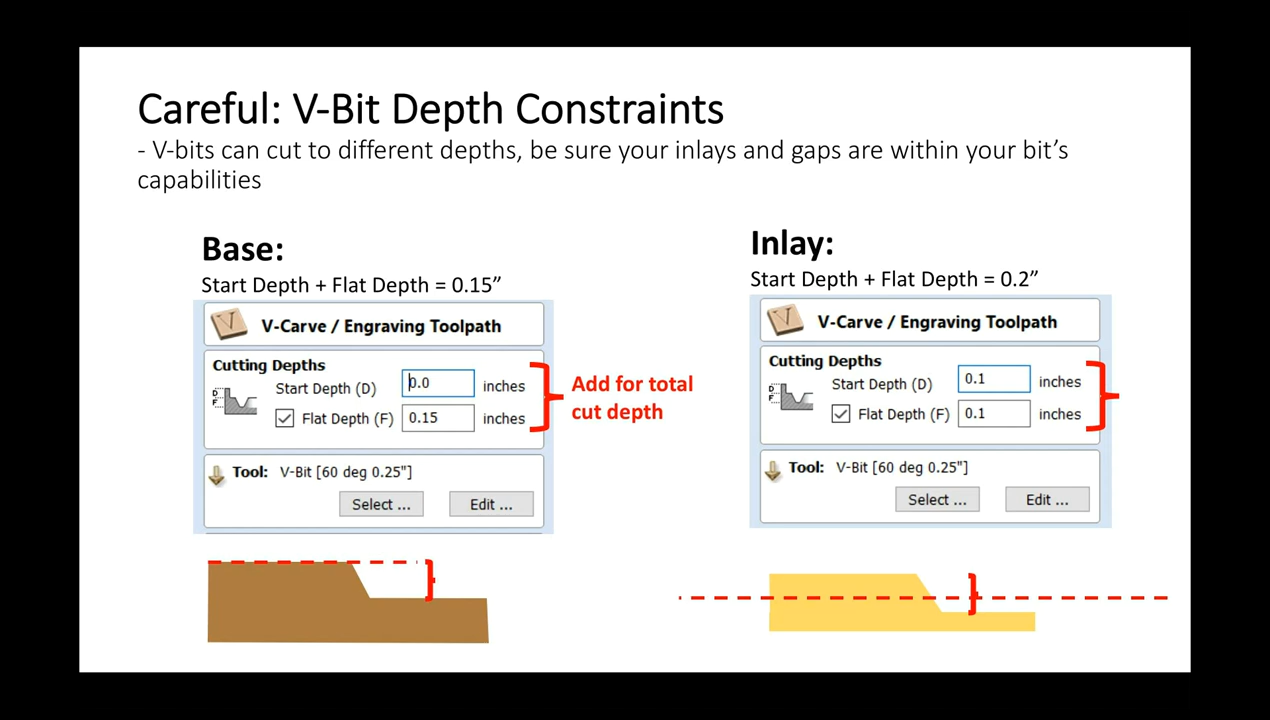 Careful: V-Bit Depth Constraints
- V-bits can cut to different depths, be sure your inlays and gaps are within your bit’s
capabilities
Base:
Start Depth + Flat Depth = 0.15”
V-Carve / Engraving Toolpath
Cutting Depths
D
F
Start Depth (D) 0.0 inches
Flat Depth (F) 0.15 inches
Tool: V-Bit [60 deg 0.25"]
Select ... Edit ...
Add for total
cut depth
Inlay:
Start Depth + Flat Depth = 0.2”
V-Carve / Engraving Toolpath
Cutting Depths
D
F
Start Depth (D) 0.1 inches
Flat Depth (F) 0.1 inches
Tool: V-Bit [60 deg 0.25"]
Select ... Edit ...